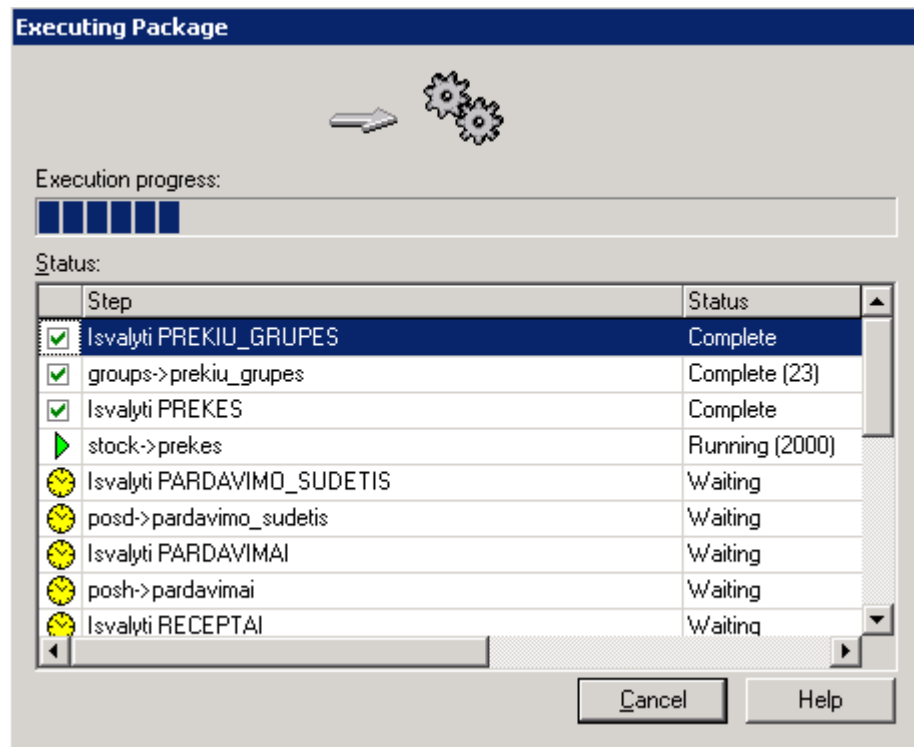 Executing Package
Execution progress:
Status:
Step Status
Isvalyti PREKIU_GRUPES Complete
groups->prekiu_grupes Complete (23)
Isvalyti PREKES Complete
stock->prekes Running (2000)
Isvalyti PARDAVIMO_SUDETIS Waiting
posd->pardavimo_sudetis Waiting
Isvalyti PARDAVIMAI Waiting
posh->pardavimai Waiting
Isvalyti RECEPTAI Waiting
Cancel Help